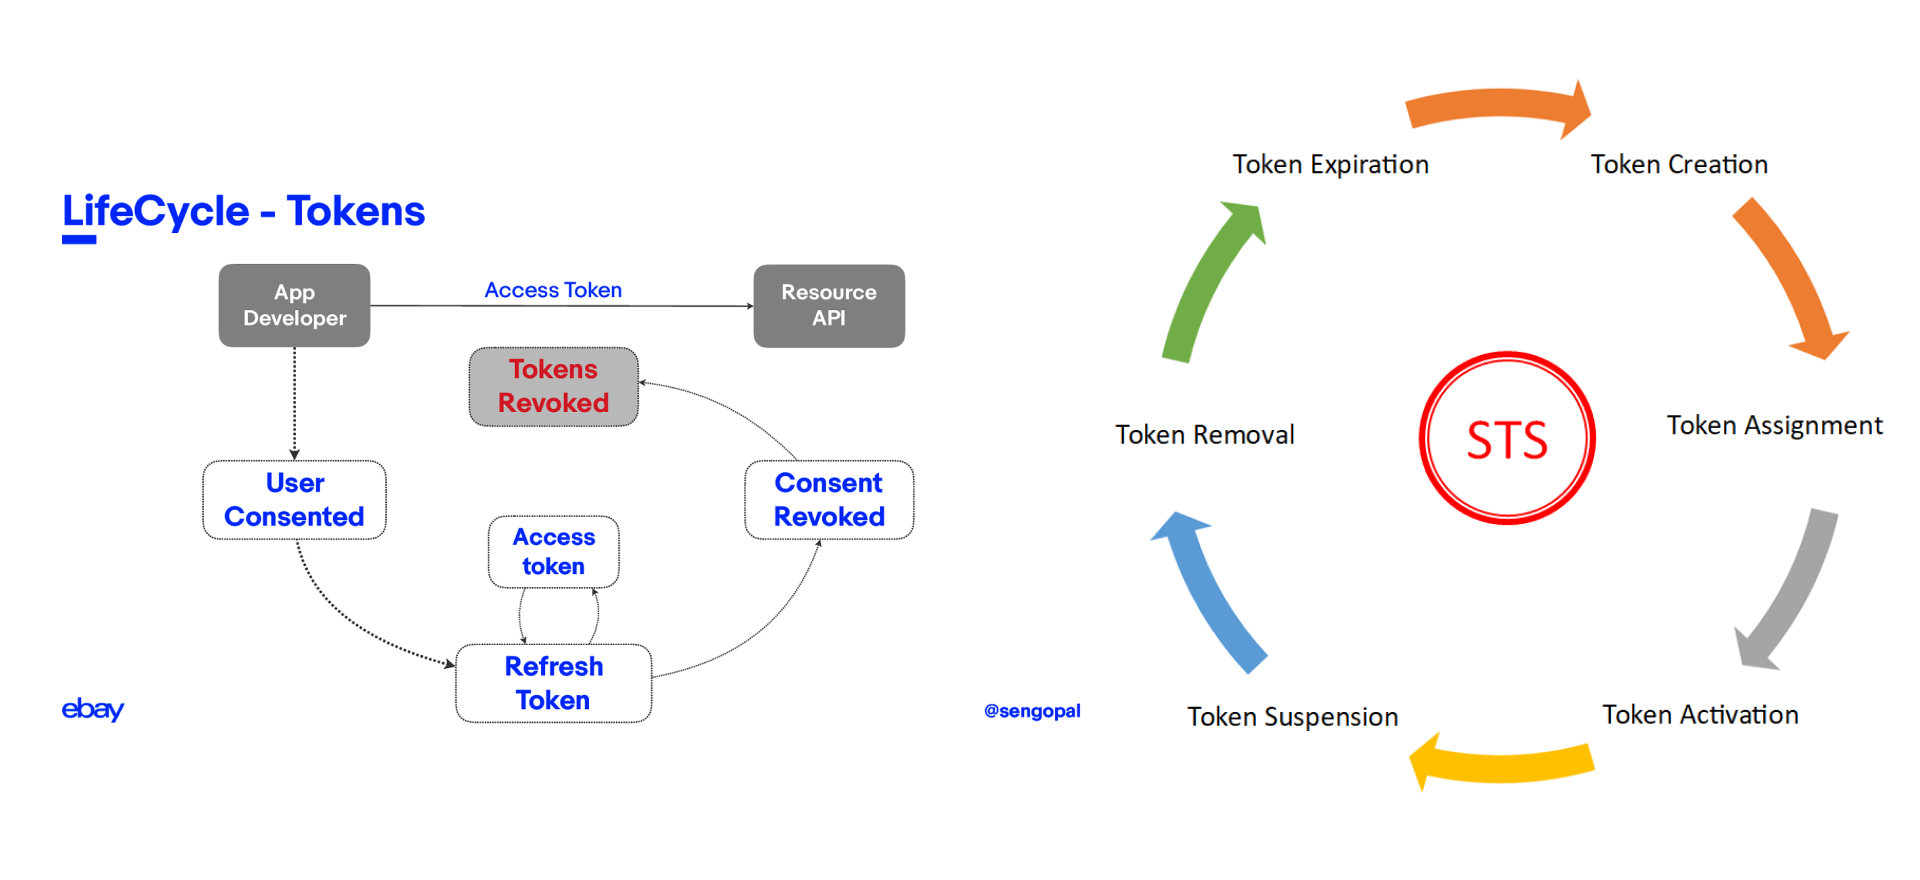 LifeCycle - Tokens
App
Developer
Access Token
Resource
API
Tokens
Revoked
User
Consented
Consent
Revoked
Access
token
Refresh
Token
ebay
@sengopal
Token Expiration
Token Creation
Token Removal
STS
Token Assignment
Token Suspension
Token Activation